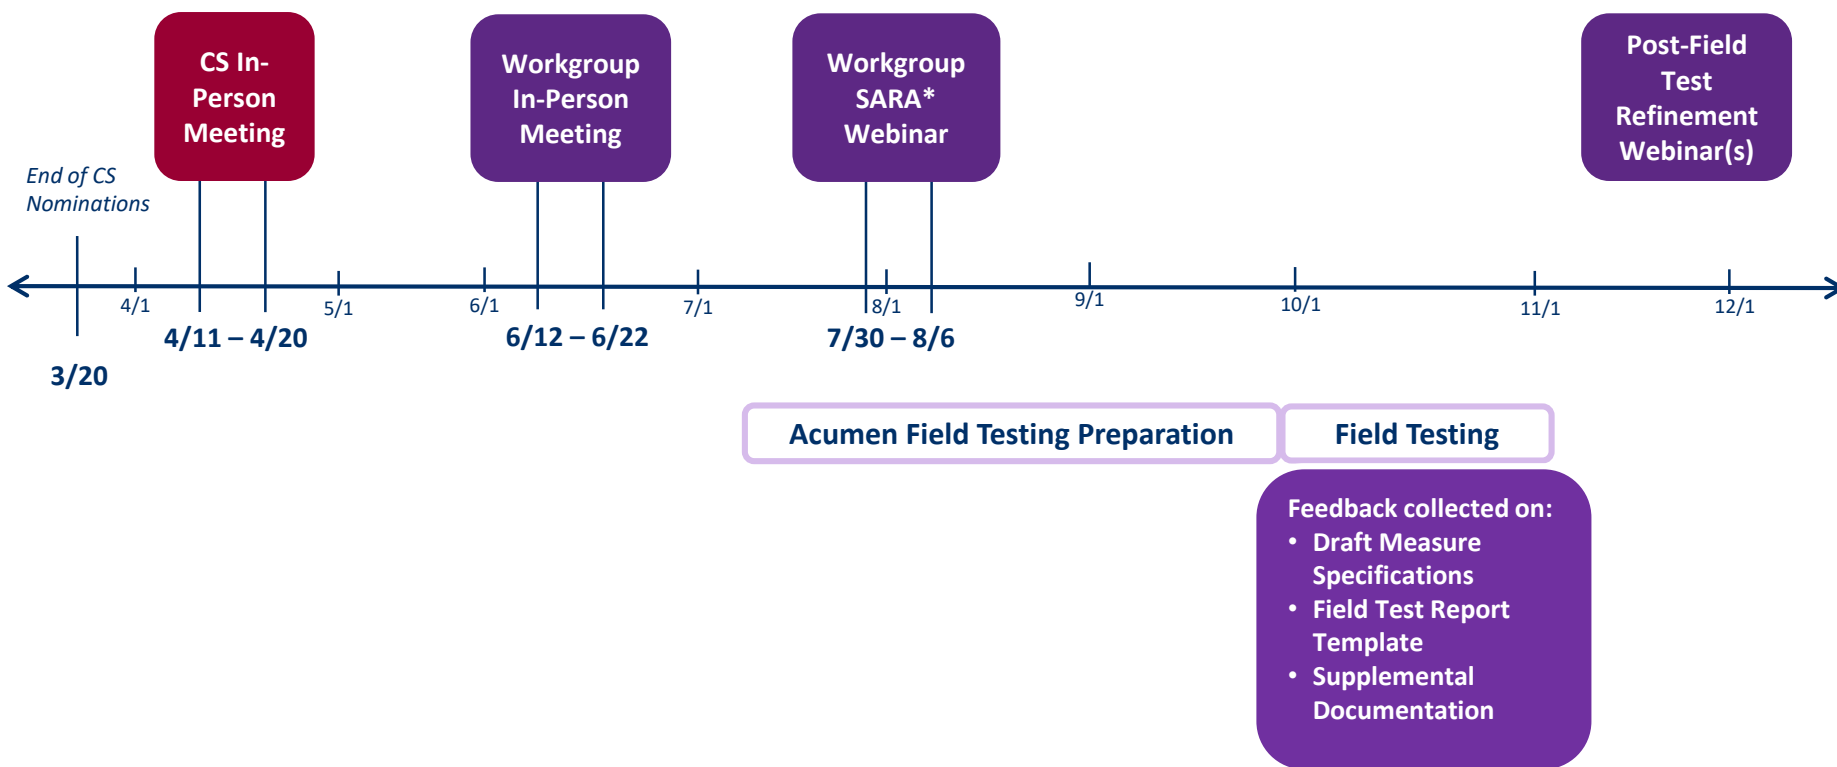 CS In-
Person
Meeting
Workgroup
In-Person
Meeting
Workgroup
SARA*
Webinar
Post-Field
Test
Refinement
Webinar(s)
End of CS
Nominations
4/1
5/1
6/1
7/1
8/1
9/1
10/1
11/1
12/1
4/11 – 4/20
6/12 – 6/22
7/30 – 8/6
3/20
Acumen Field Testing Preparation
Field Testing
Feedback collected on:
• Draft Measure
Specifications
• Field Test Report
Template
• Supplemental
Documentation